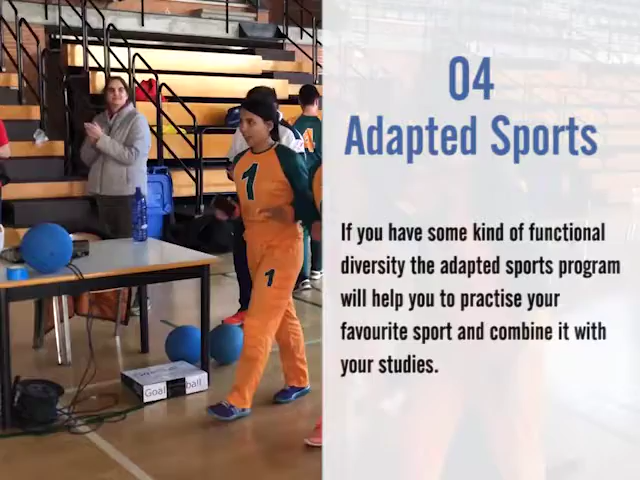 04
Adapted Sports
If you have some kind of functional
diversity the adapted sports program
will help you to practise your
favourite sport and combine it with
your studies.
1
1
4
Goal ball